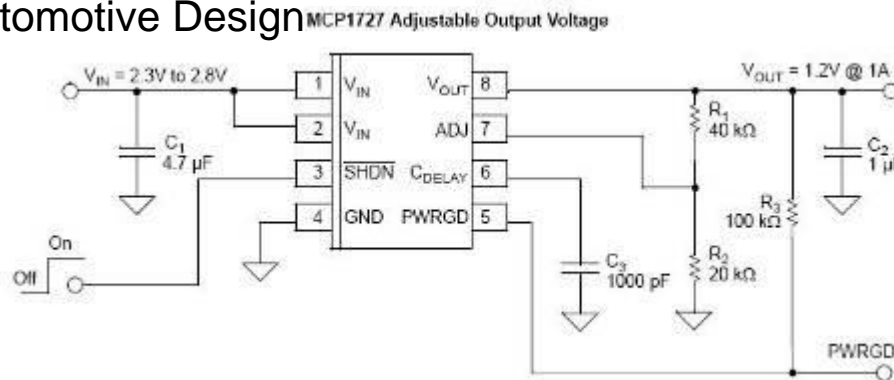 tomotive Design
MCP1727 Adjustable Output Voltage
V_IN = 2.3V to 2.8V
1 V_IN
V_OUT 8
V_OUT = 1.2V @ 1A
2 V_IN
ADJ 7
R_1
40 kΩ
C_1
4.7 µF
C_2
1 µ
3 S̅H̅D̅N̅
C_DELAY 6
4 GND
PWRGD 5
R_3
100 kΩ
On
Off
C_3
1000 pF
R_2
20 kΩ
PWRGD